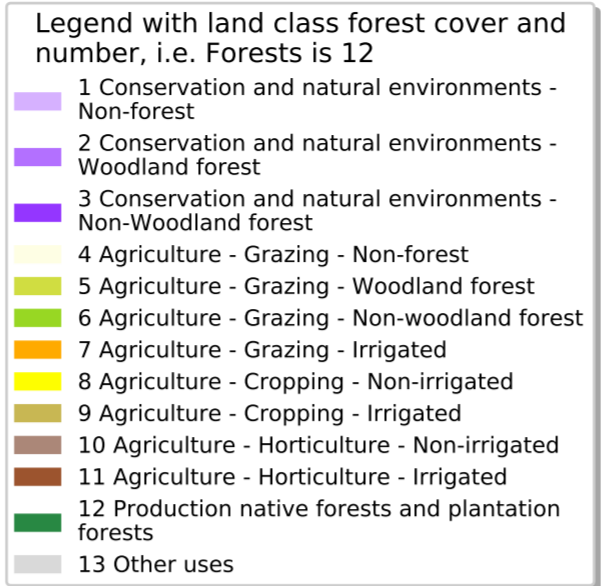 Legend with land class forest cover and
number, i.e. Forests is 12
1 Conservation and natural environments -
Non-forest
2 Conservation and natural environments -
Woodland forest
3 Conservation and natural environments -
Non-Woodland forest
4 Agriculture - Grazing - Non-forest
5 Agriculture - Grazing - Woodland forest
6 Agriculture - Grazing - Non-woodland forest
7 Agriculture - Grazing - Irrigated
8 Agriculture - Cropping - Non-irrigated
9 Agriculture - Cropping - Irrigated
10 Agriculture - Horticulture - Non-irrigated
11 Agriculture - Horticulture - Irrigated
12 Production native forests and plantation
forests
13 Other uses